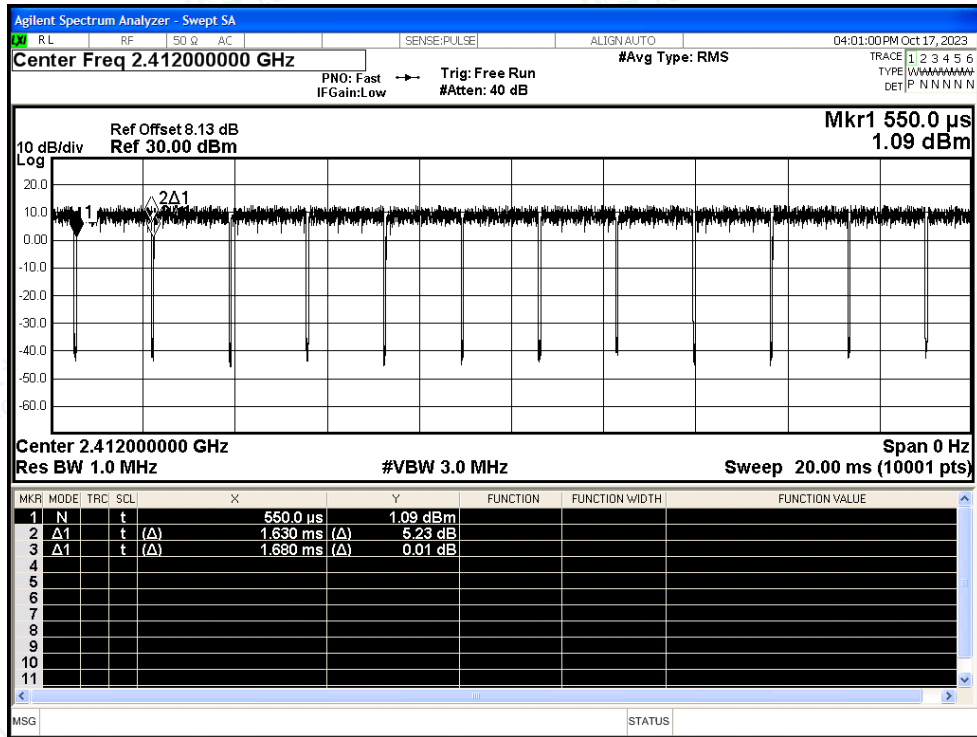 Agilent Spectrum Analyzer - Swept SA
LXI RL RF 50 Ω AC SENSE:PULSE ALIGN AUTO 04:01:00 PM Oct 17, 2023
Center Freq 2.412000000 GHz #Avg Type: RMS TRACE 1 2 3 4 5 6
PNO: Fast Trig: Free Run TYPE W
IFGain:Low #Atten: 40 dB DET P N N N N N
Mkr1 550.0 µs
Ref Offset 8.13 dB
10 dB/div Ref 30.00 dBm 1.09 dBm
Log
20.0
2Δ1
10.0 1
0.00
-10.0
-20.0
-30.0
-40.0
-50.0
-60.0
Center 2.412000000 GHz Span 0 Hz
Res BW 1.0 MHz #VBW 3.0 MHz Sweep 20.00 ms (10001 pts)
MKR MODE TRC SCL X Y FUNCTION FUNCTION WIDTH FUNCTION VALUE
1 N t 550.0 µs 1.09 dBm
2 Δ1 t (Δ) 1.630 ms (Δ) 5.23 dB
3 Δ1 t (Δ) 1.680 ms (Δ) 0.01 dB
4
5
6
7
8
9
10
11
MSG STATUS